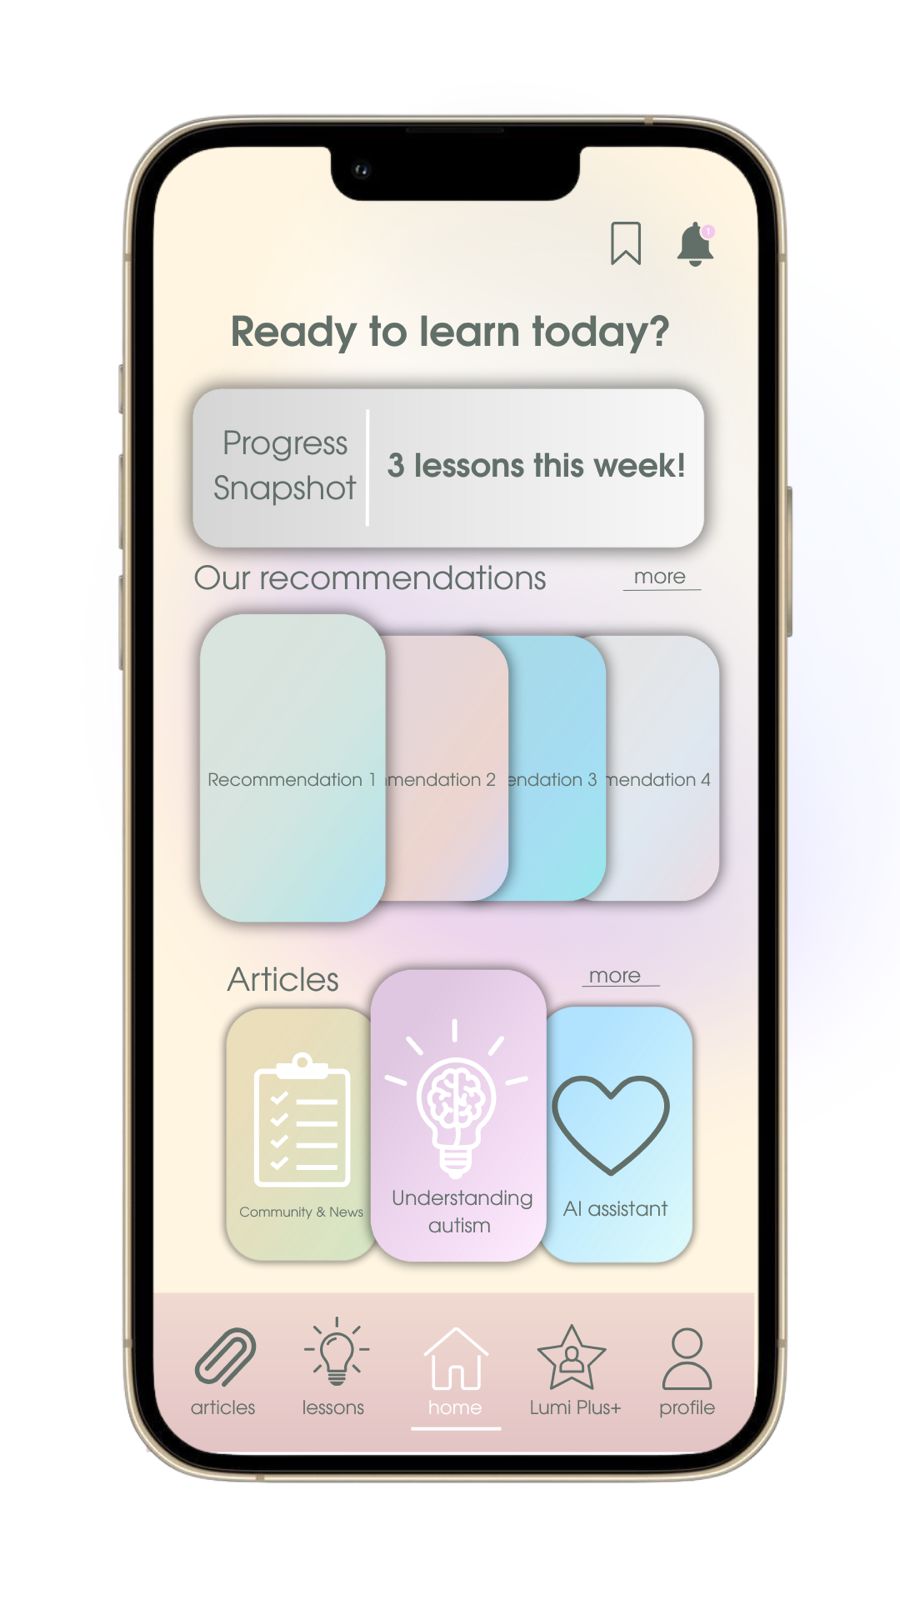 Ready to learn today?
Progress
Snapshot
3 lessons this week!
Our recommendations
more
Recommendation 1
mendation 2
endation 3
mendation 4
Articles
more
Community & News
Understanding
autism
AI assistant
articles
lessons
home
Lumi Plus+
profile